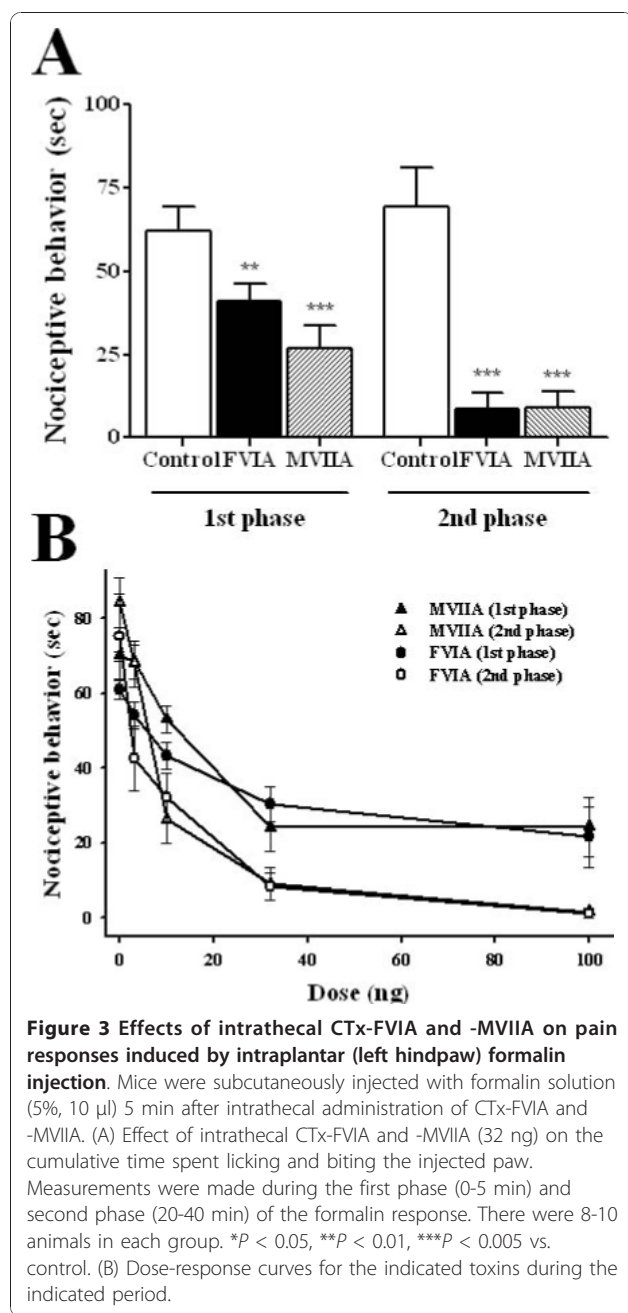 A
Nociceptive behavior (sec)
100
75
50
25
0
**
***
***
***
Control FVIA MVIIA
Control FVIA MVIIA
1st phase
2nd phase
B
Nociceptive behavior (sec)
80
60
40
20
0
MVIIA (1st phase)
MVIIA (2nd phase)
FVIA (1st phase)
FVIA (2nd phase)
0 20 40 60 80 100
Dose (ng)
Figure 3 Effects of intrathecal CTx-FVIA and -MVIIA on pain
responses induced by intraplantar (left hindpaw) formalin
injection. Mice were subcutaneously injected with formalin solution
(5%, 10 μl) 5 min after intrathecal administration of CTx-FVIA and
-MVIIA. (A) Effect of intrathecal CTx-FVIA and -MVIIA (32 ng) on the
cumulative time spent licking and biting the injected paw.
Measurements were made during the first phase (0-5 min) and
second phase (20-40 min) of the formalin response. There were 8-10
animals in each group. *P < 0.05, **P < 0.01, ***P < 0.005 vs.
control. (B) Dose-response curves for the indicated toxins during the
indicated period.